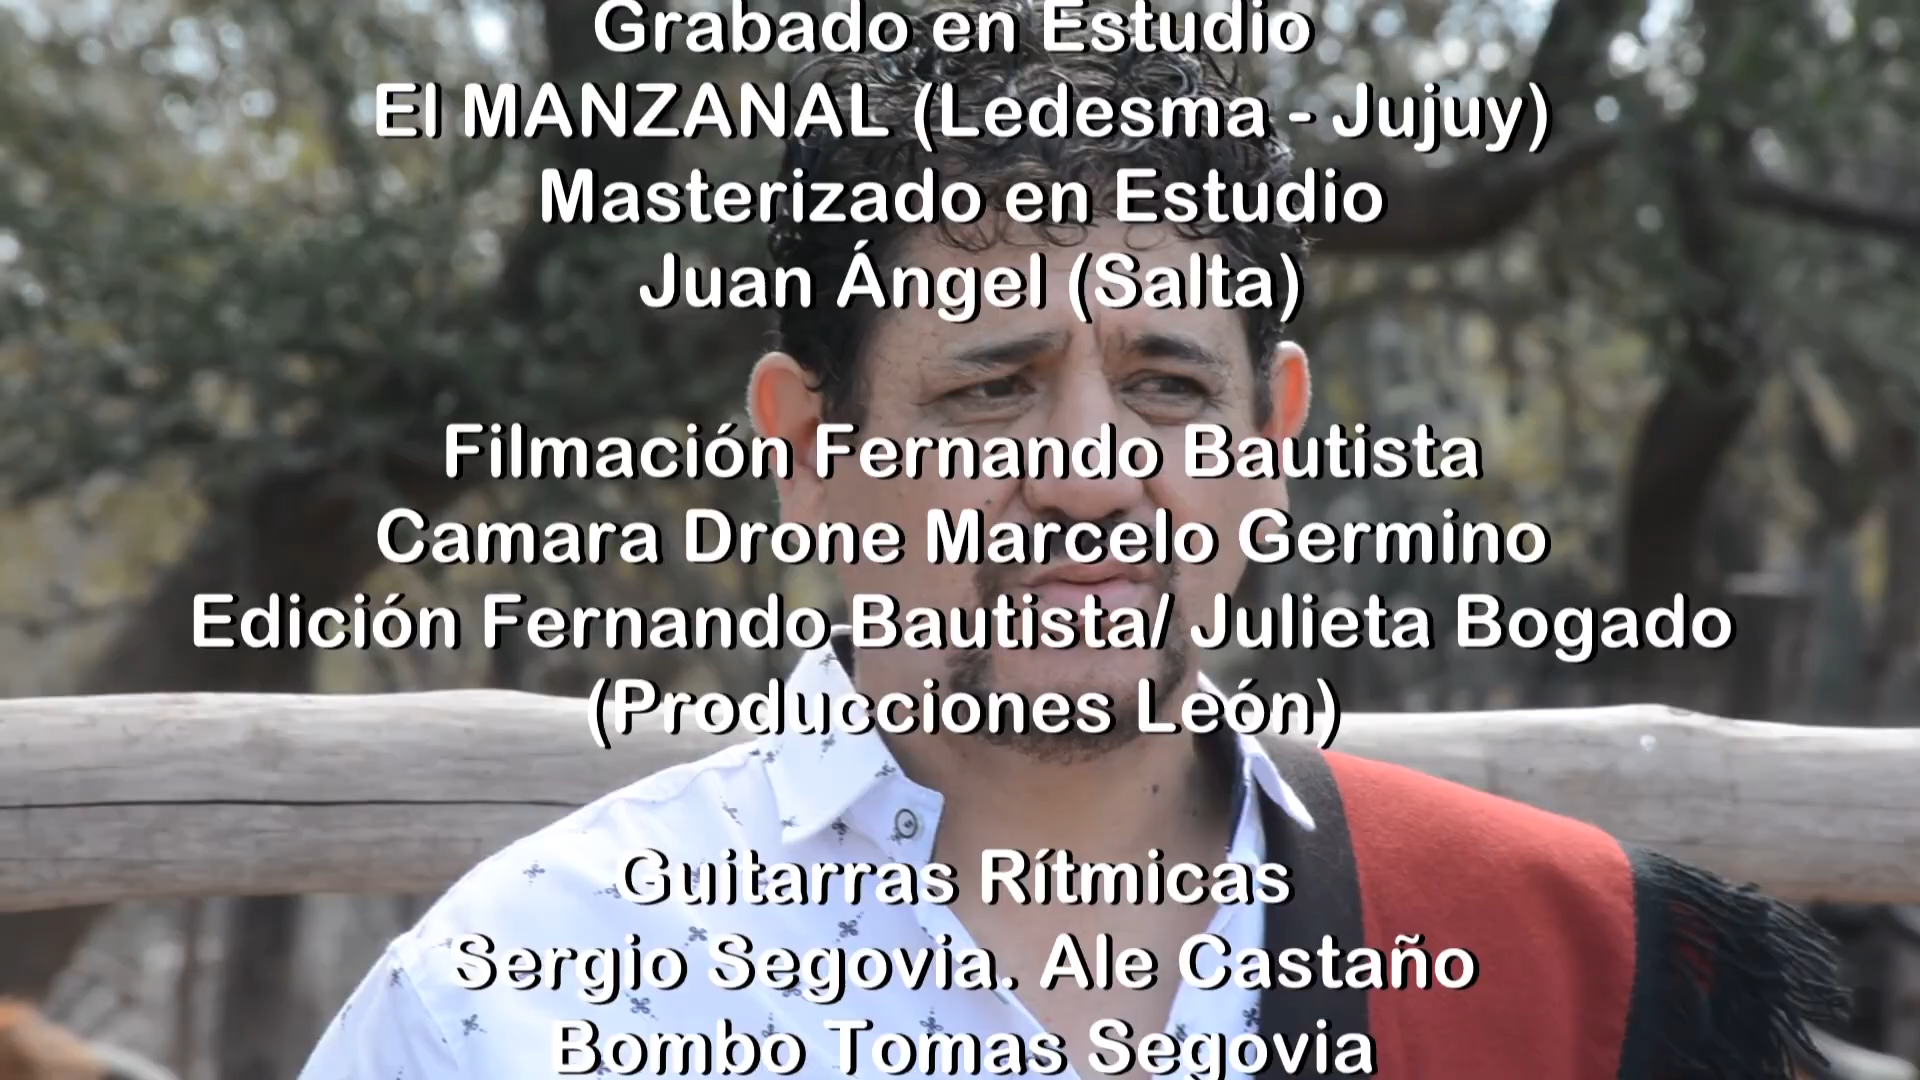 Grabado en Estudio
El MANZANAL (Ledesma - Jujuy)
Masterizado en Estudio
Juan Ángel (Salta)
Filmación Fernando Bautista
Camara Drone Marcelo Germino
Edición Fernando Bautista/ Julieta Bogado
(Producciones León)
Guitarras Rítmicas
Sergio Segovia. Ale Castaño
Bombo Tomas Segovia